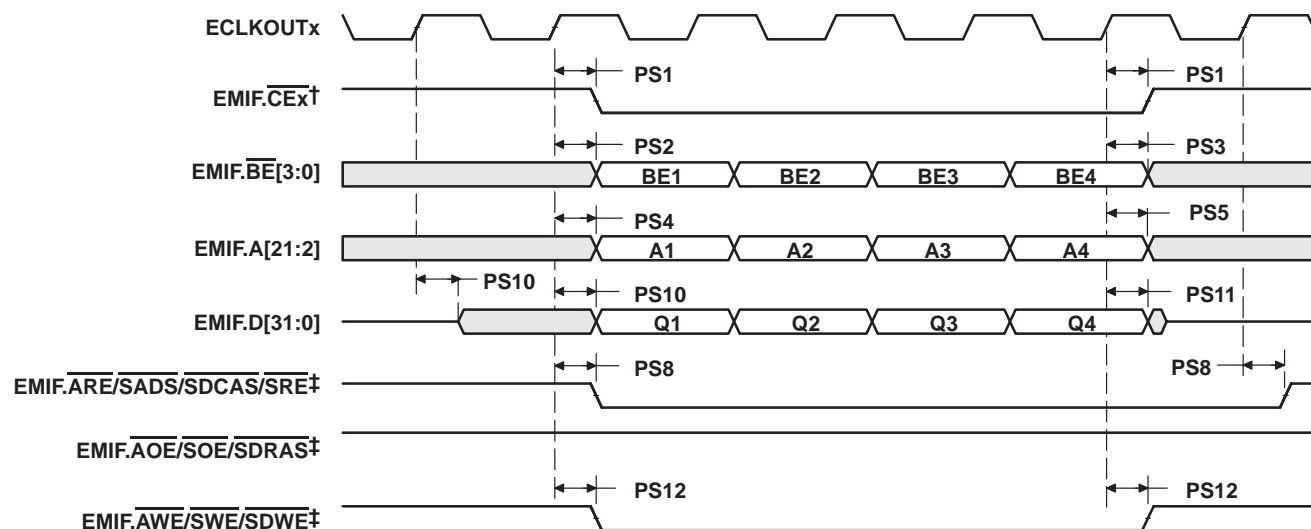 ECLKOUTx
PS1 PS1
EMIF.CEx†
PS2 PS3
EMIF.BE[3:0] BE1 BE2 BE3 BE4
PS4 PS5
EMIF.A[21:2] A1 A2 A3 A4
PS10 PS10 PS11
EMIF.D[31:0] Q1 Q2 Q3 Q4
PS8 PS8
EMIF.ARE/SADS/SDCAS/SRE‡
EMIF.AOE/SOE/SDRAS‡
PS12 PS12
EMIF.AWE/SWE/SDWE‡